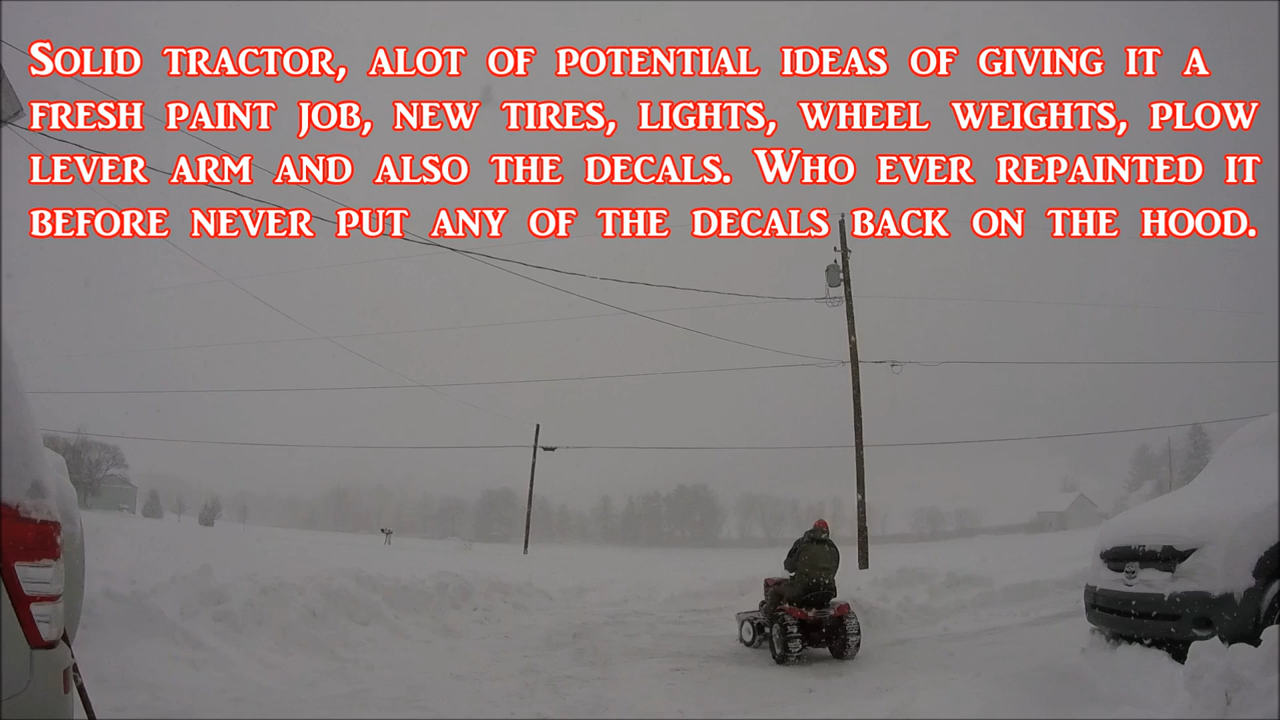 Solid tractor, alot of potential ideas of giving it a
fresh paint job, new tires, lights, wheel weights, plow
lever arm and also the decals. Who ever repainted it
before never put any of the decals back on the hood.